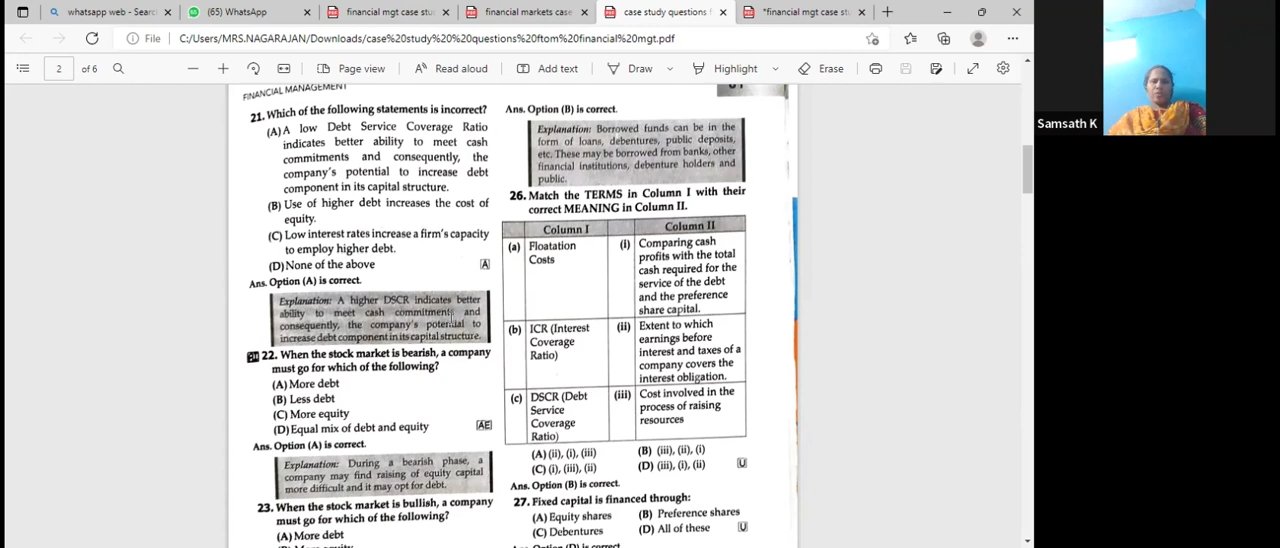 whatsapp web - Searc
(65) WhatsApp
financial mgt case stu
financial markets case
case study questions f
*financial mgt case stu
File
C:/Users/MRS.NAGARAJAN/Downloads/case%20study%20%20questions%20ftom%20financial%20mgt.pdf
2 of 6
Page view
Read aloud
Add text
Draw
Highlight
Erase
Samsath K
FINANCIAL MANAGEMENT
21. Which of the following statements is incorrect?
(A) A low Debt Service Coverage Ratio
indicates better ability to meet cash
commitments and consequently, the
company's potential to increase debt
component in its capital structure.
(B) Use of higher debt increases the cost of
equity.
(C) Low interest rates increase a firm's capacity
to employ higher debt.
(D) None of the above
A
Ans. Option (A) is correct.
Explanation: A higher DSCR indicates better
ability to meet cash commitments and
consequently, the company's potential to
increase debt component in its capital structure.
22. When the stock market is bearish, a company
must go for which of the following?
(A) More debt
(B) Less debt
(C) More equity
(D) Equal mix of debt and equity
AE
Ans. Option (A) is correct.
Explanation: During a bearish phase, a
company may find raising of equity capital
more difficult and it may opt for debt.
23. When the stock market is bullish, a company
must go for which of the following?
(A) More debt
Ans. Option (B) is correct.
Explanation: Borrowed funds can be in the
form of loans, debentures, public deposits,
etc. These may be borrowed from banks, other
financial institutions, debenture holders and
public.
26. Match the TERMS in Column I with their
correct MEANING in Column II.
Column I
Column II
(a) Floatation
Costs
(i) Comparing cash
profits with the total
cash required for the
service of the debt
and the preference
share capital.
(b) ICR (Interest
Coverage
Ratio)
(ii) Extent to which
earnings before
interest and taxes of a
company covers the
interest obligation.
(c) DSCR (Debt
Service
Coverage
Ratio)
(iii) Cost involved in the
process of raising
resources
(A) (ii), (i), (iii)
(B) (iii), (ii), (i)
(C) (i), (iii), (ii)
(D) (iii), (i), (ii)
U
Ans. Option (B) is correct.
27. Fixed capital is financed through:
(A) Equity shares
(B) Preference shares
(C) Debentures
(D) All of these
U
Ans. Option (D) is correct